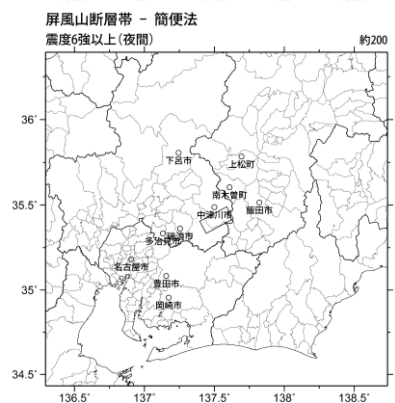 屏風山断層帯 － 簡便法
震度6強以上（夜間）
約200
36˚
35.5˚
35˚
34.5˚
下呂市
上松町
南木曽町
飯田市
中津川市
瑞浪市
多治見市
名古屋市
豊田市
岡崎市
136.5˚
137˚
137.5˚
138˚
138.5˚